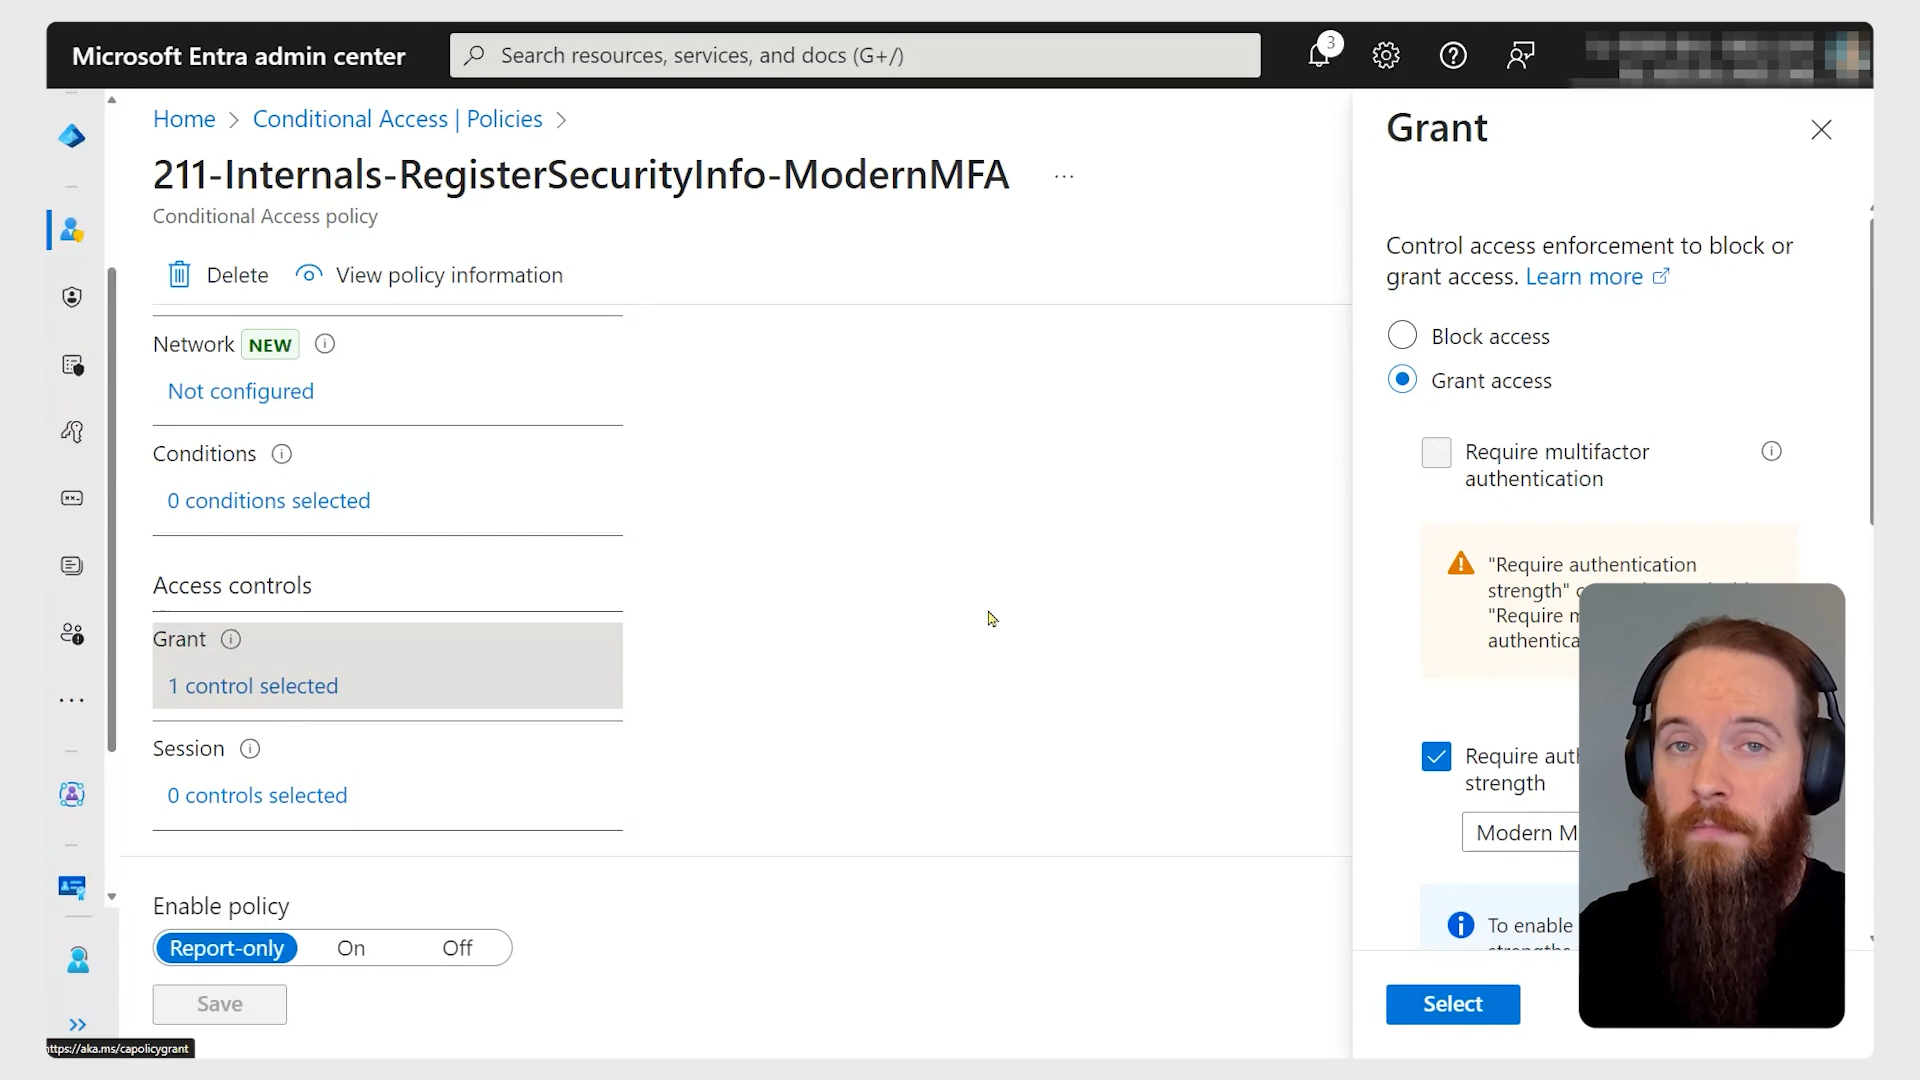 Microsoft Entra admin center
Search resources, services, and docs (G+/)
3
Home > Conditional Access | Policies >
211-Internals-RegisterSecurityInfo-ModernMFA ...
Conditional Access policy
Delete View policy information
Network NEW
Not configured
Conditions
0 conditions selected
Access controls
Grant
1 control selected
Session
0 controls selected
Enable policy
Report-only On Off
Save
https://aka.ms/capolicygrant
Grant
Control access enforcement to block or
grant access. Learn more
Block access
Grant access
Require multifactor
authentication
"Require authentication
strength"
"Require
Require
strength
Modern
To enable
Select